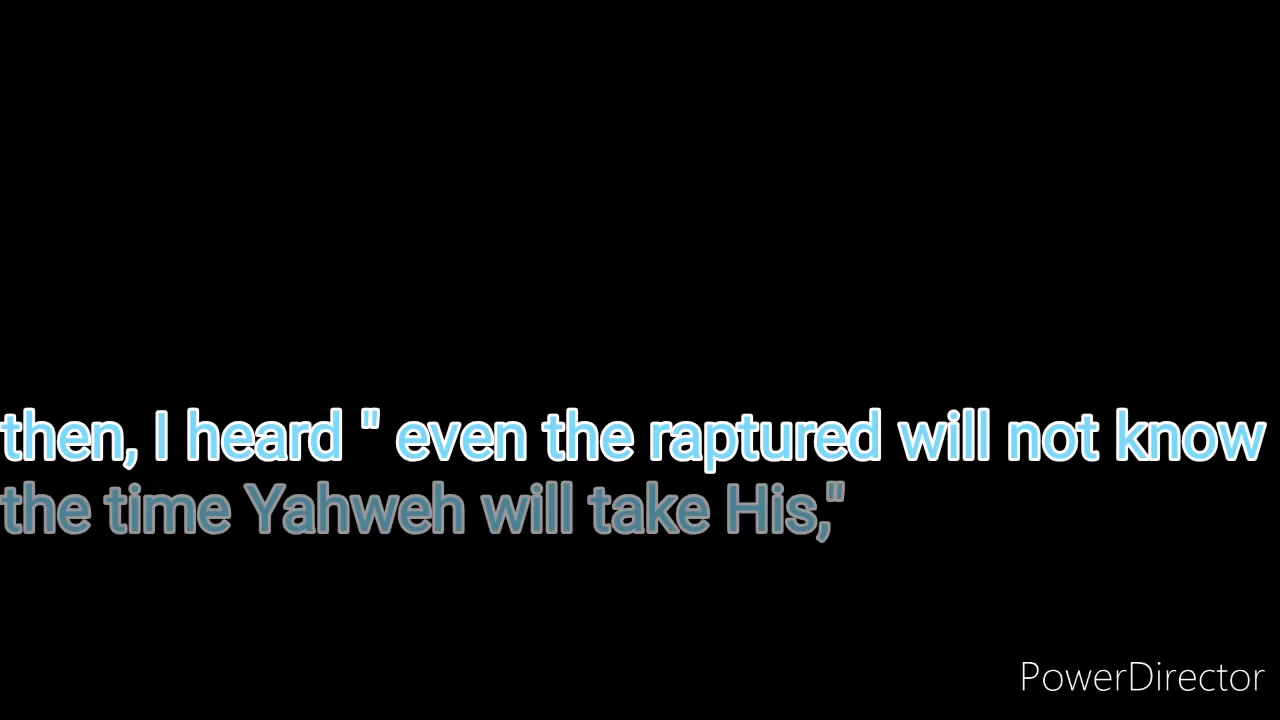 then, I heard " even the raptured will not know
the time Yahweh will take His,"
PowerDirector